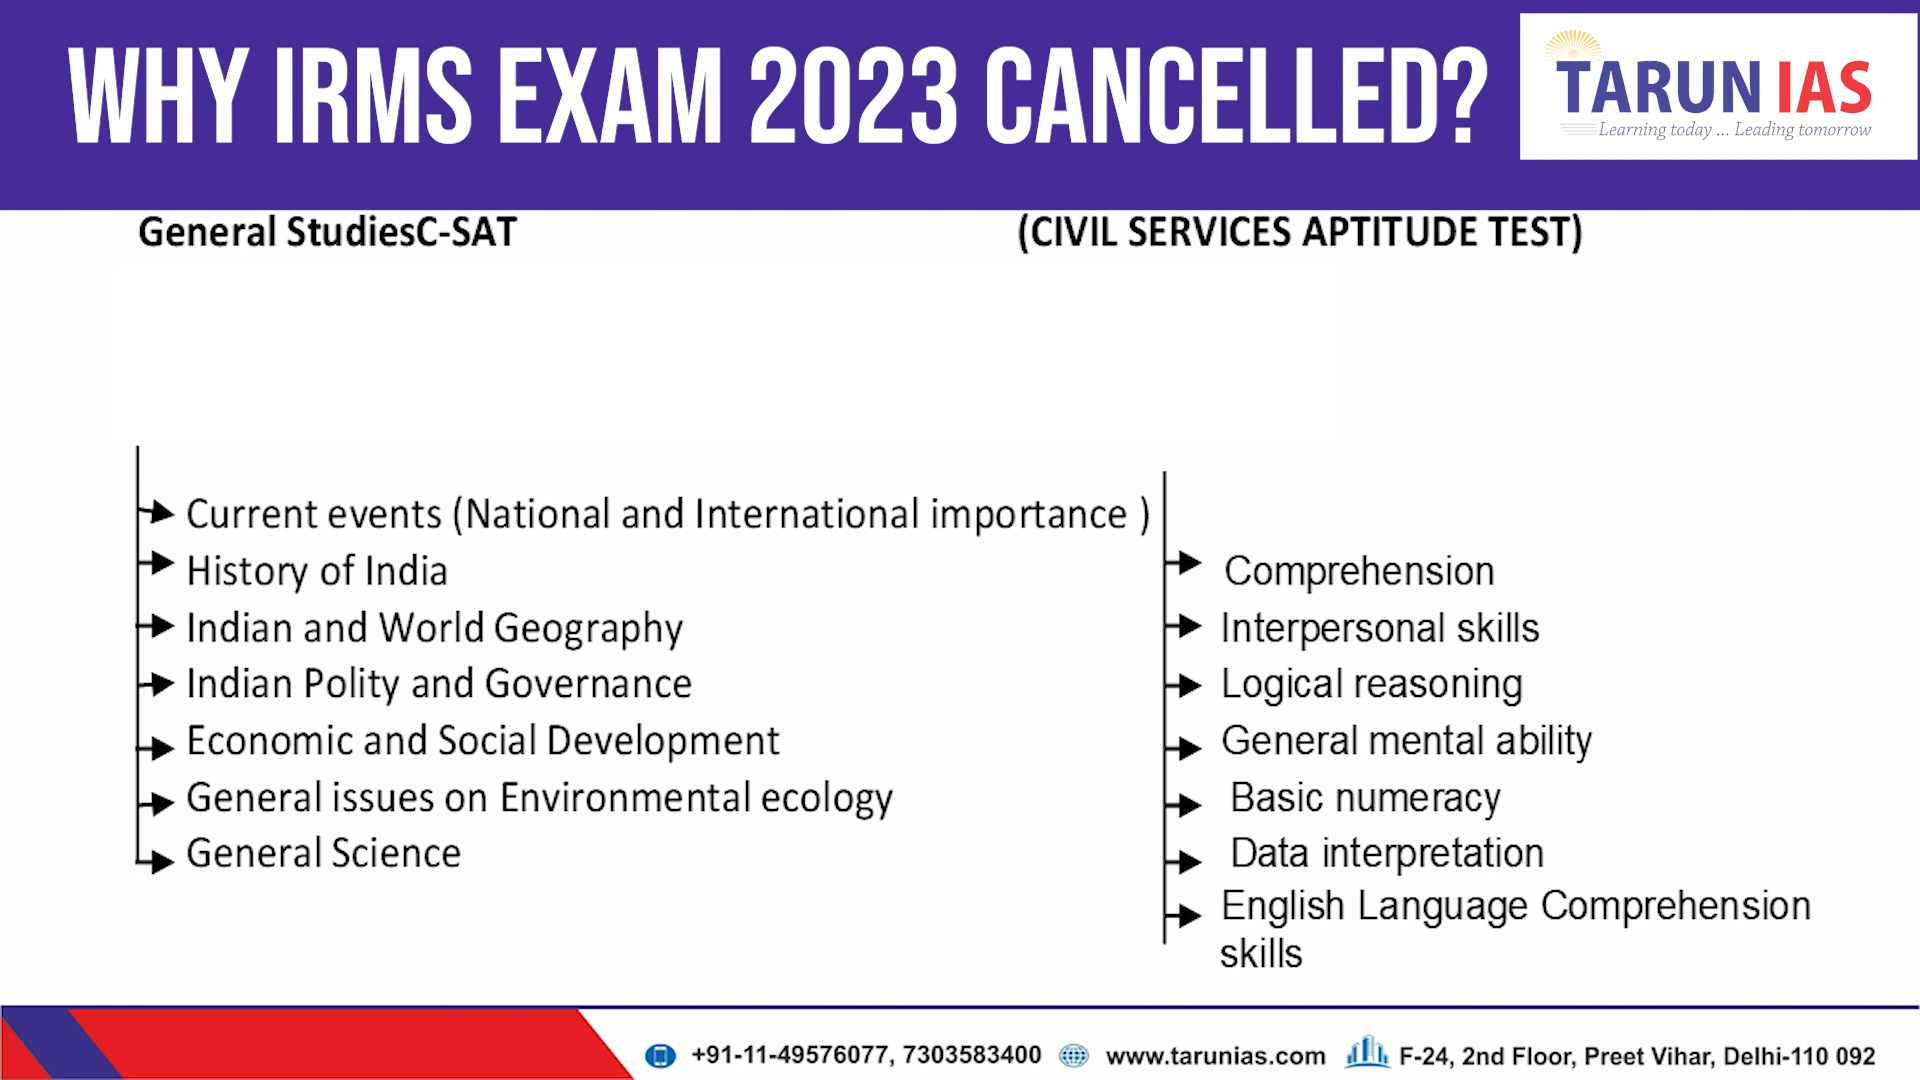 WHY IRMS EXAM 2023 CANCELLED?
TARUN IAS
Learning today ... Leading tomorrow
General StudiesC-SAT
(CIVIL SERVICES APTITUDE TEST)
Current events (National and International importance )
History of India
Indian and World Geography
Indian Polity and Governance
Economic and Social Development
General issues on Environmental ecology
General Science
Comprehension
Interpersonal skills
Logical reasoning
General mental ability
Basic numeracy
Data interpretation
English Language Comprehension
skills
+91-11-49576077, 7303583400
www.tarunias.com
F-24, 2nd Floor, Preet Vihar, Delhi-110 092